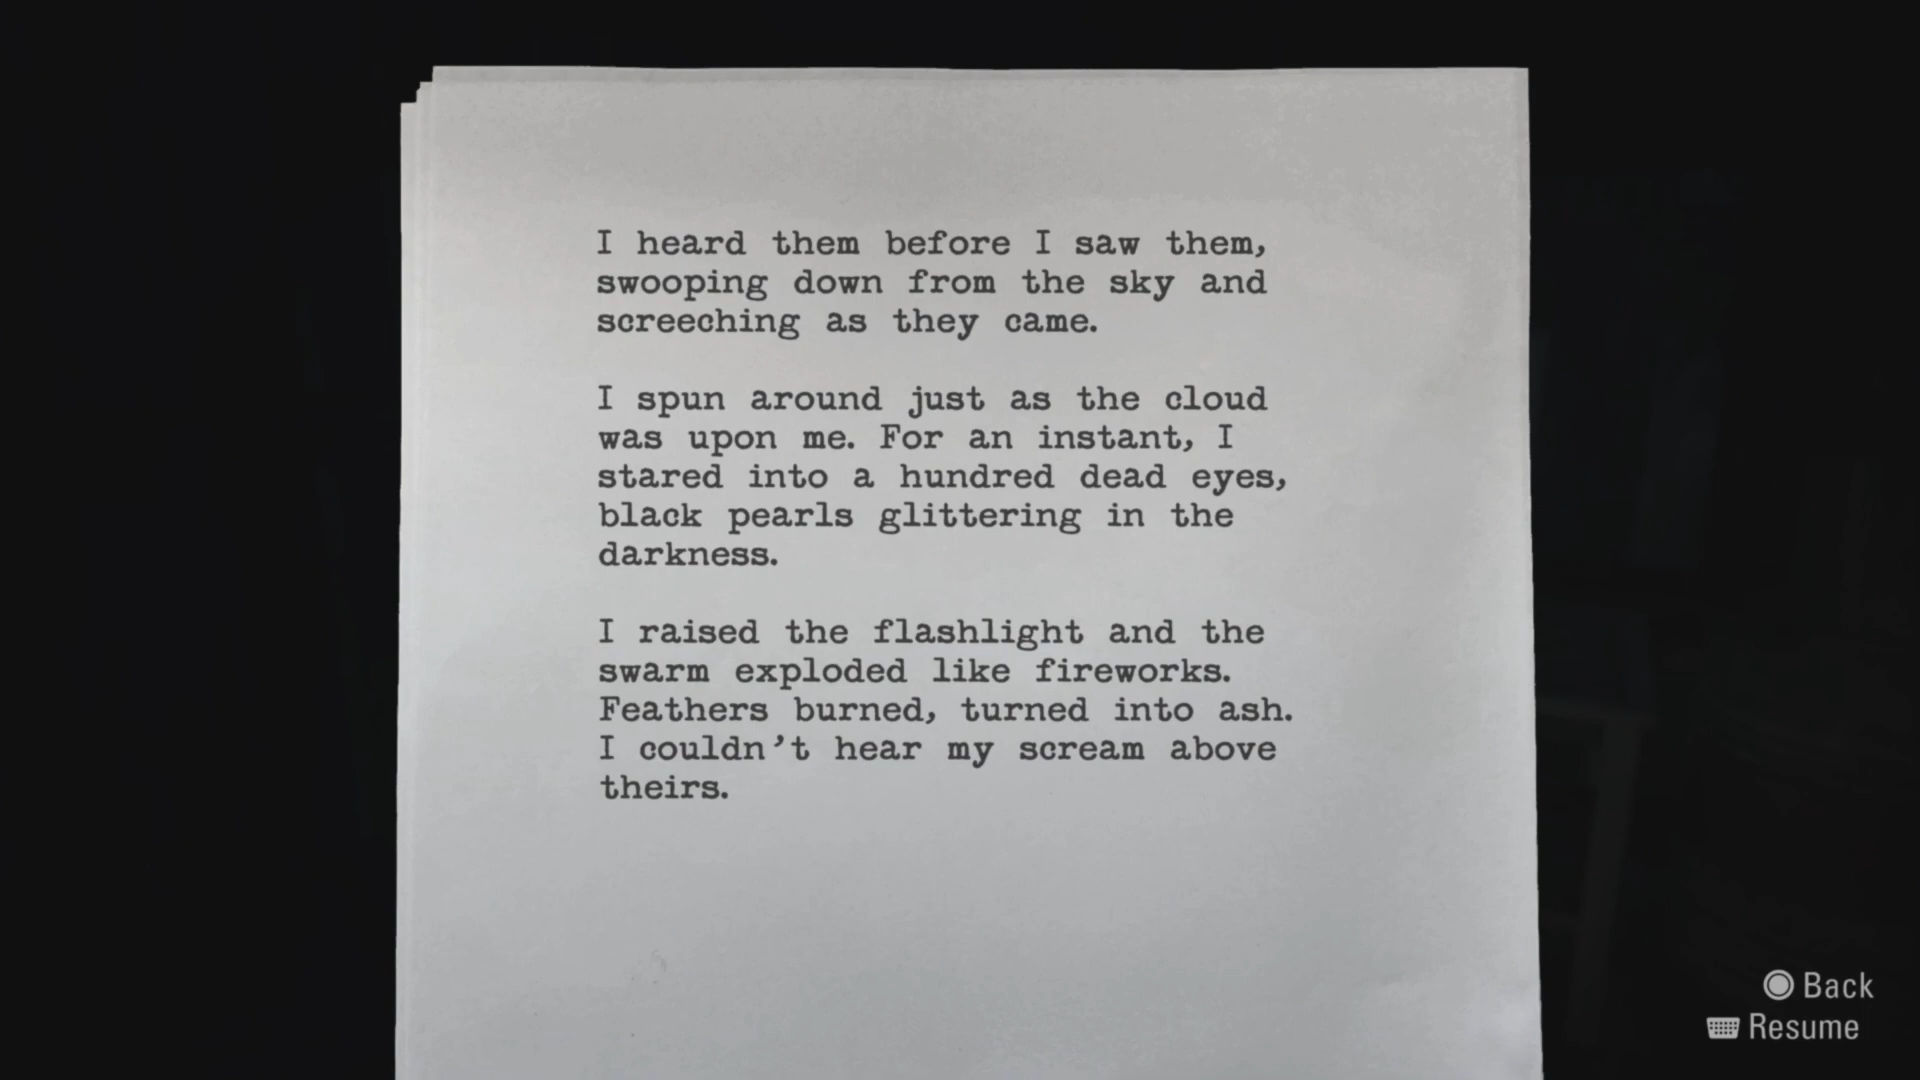 I heard them before I saw them,
swooping down from the sky and
screeching as they came.
I spun around just as the cloud
was upon me. For an instant, I
stared into a hundred dead eyes,
black pearls glittering in the
darkness.
I raised the flashlight and the
swarm exploded like fireworks.
Feathers burned, turned into ash.
I couldn’t hear my scream above
theirs.
Back
Resume